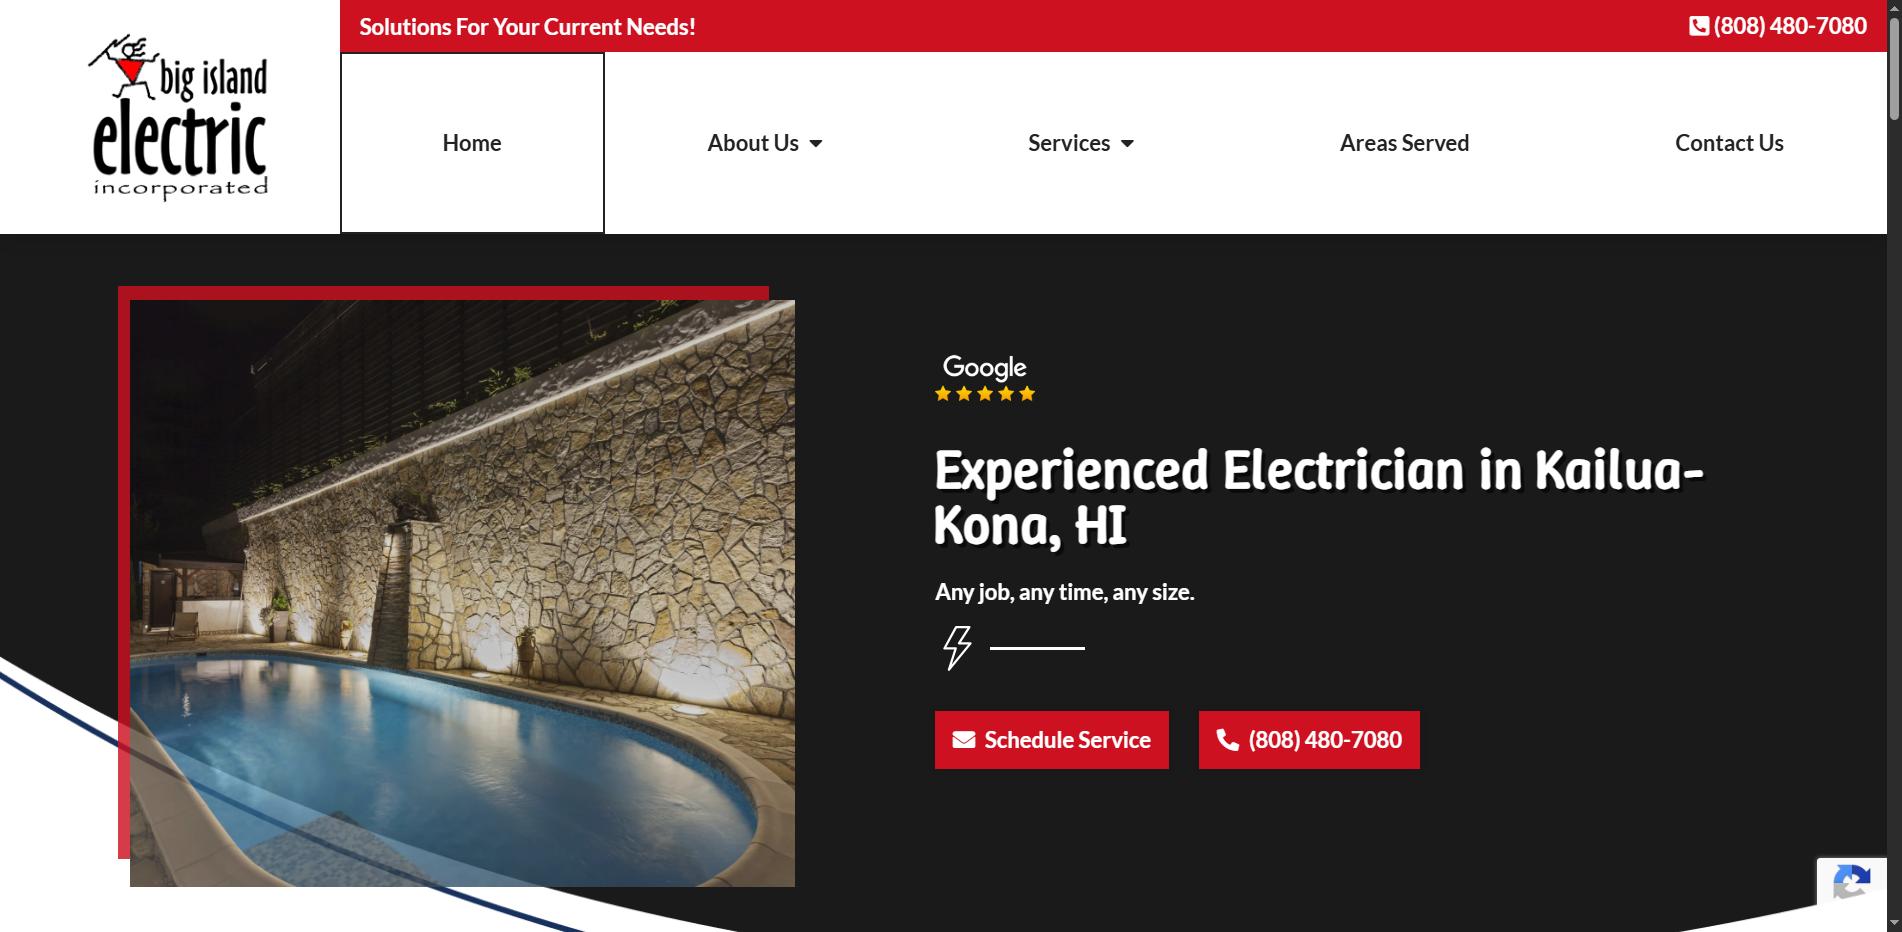 Solutions For Your Current Needs!
(808) 480-7080
big island
electric
incorporated
Home
About Us
Services
Areas Served
Contact Us
Google
Experienced Electrician in Kailua-
Kona, HI
Any job, any time, any size.
Schedule Service
(808) 480-7080